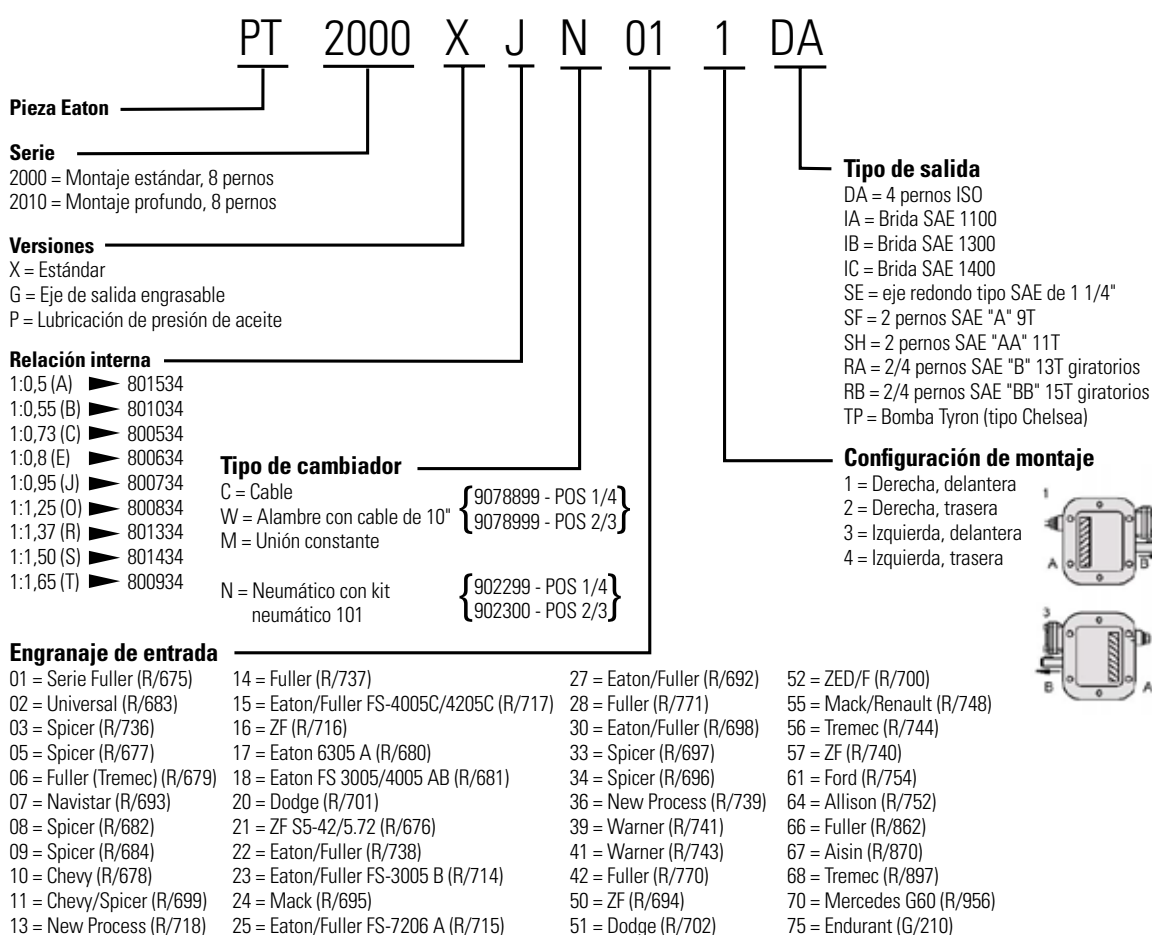 PT 2000 X J N 01 1 DA
Pieza Eaton
Serie
2000 = Montaje estándar, 8 pernos
2010 = Montaje profundo, 8 pernos
Versiones
X = Estándar
G = Eje de salida engrasable
P = Lubricación de presión de aceite
Relación interna
1:0,5 (A) ► 801534
1:0,55 (B) ► 801034
1:0,73 (C) ► 800534
1:0,8 (E) ► 800634
1:0,95 (J) ► 800734
1:1,25 (O) ► 800834
1:1,37 (R) ► 801334
1:1,50 (S) ► 801434
1:1,65 (T) ► 800934
Tipo de cambiador
C = Cable
W = Alambre con cable de 10"
M = Unión constante
{9078899 - POS 1/4}
{9078999 - POS 2/3}
N = Neumático con kit
neumático 101
{902299 - POS 1/4}
{902300 - POS 2/3}
Tipo de salida
DA = 4 pernos ISO
IA = Brida SAE 1100
IB = Brida SAE 1300
IC = Brida SAE 1400
SE = eje redondo tipo SAE de 1 1/4"
SF = 2 pernos SAE "A" 9T
SH = 2 pernos SAE "AA" 11T
RA = 2/4 pernos SAE "B" 13T giratorios
RB = 2/4 pernos SAE "BB" 15T giratorios
TP = Bomba Tyron (tipo Chelsea)
Configuración de montaje
1 = Derecha, delantera
2 = Derecha, trasera
3 = Izquierda, delantera
4 = Izquierda, trasera
1
A B
3
B A
Engranaje de entrada
01 = Serie Fuller (R/675)
02 = Universal (R/683)
03 = Spicer (R/736)
05 = Spicer (R/677)
06 = Fuller (Tremec) (R/679)
07 = Navistar (R/693)
08 = Spicer (R/682)
09 = Spicer (R/684)
10 = Chevy (R/678)
11 = Chevy/Spicer (R/699)
13 = New Process (R/718)
14 = Fuller (R/737)
15 = Eaton/Fuller FS-4005C/4205C (R/717)
16 = ZF (R/716)
17 = Eaton 6305 A (R/680)
18 = Eaton FS 3005/4005 AB (R/681)
20 = Dodge (R/701)
21 = ZF S5-42/5.72 (R/676)
22 = Eaton/Fuller (R/738)
23 = Eaton/Fuller FS-3005 B (R/714)
24 = Mack (R/695)
25 = Eaton/Fuller FS-7206 A (R/715)
27 = Eaton/Fuller (R/692)
28 = Fuller (R/771)
30 = Eaton/Fuller (R/698)
33 = Spicer (R/697)
34 = Spicer (R/696)
36 = New Process (R/739)
39 = Warner (R/741)
41 = Warner (R/743)
42 = Fuller (R/770)
50 = ZF (R/694)
51 = Dodge (R/702)
52 = ZED/F (R/700)
55 = Mack/Renault (R/748)
56 = Tremec (R/744)
57 = ZF (R/740)
61 = Ford (R/754)
64 = Allison (R/752)
66 = Fuller (R/862)
67 = Aisin (R/870)
68 = Tremec (R/897)
70 = Mercedes G60 (R/956)
75 = Endurant (G/210)